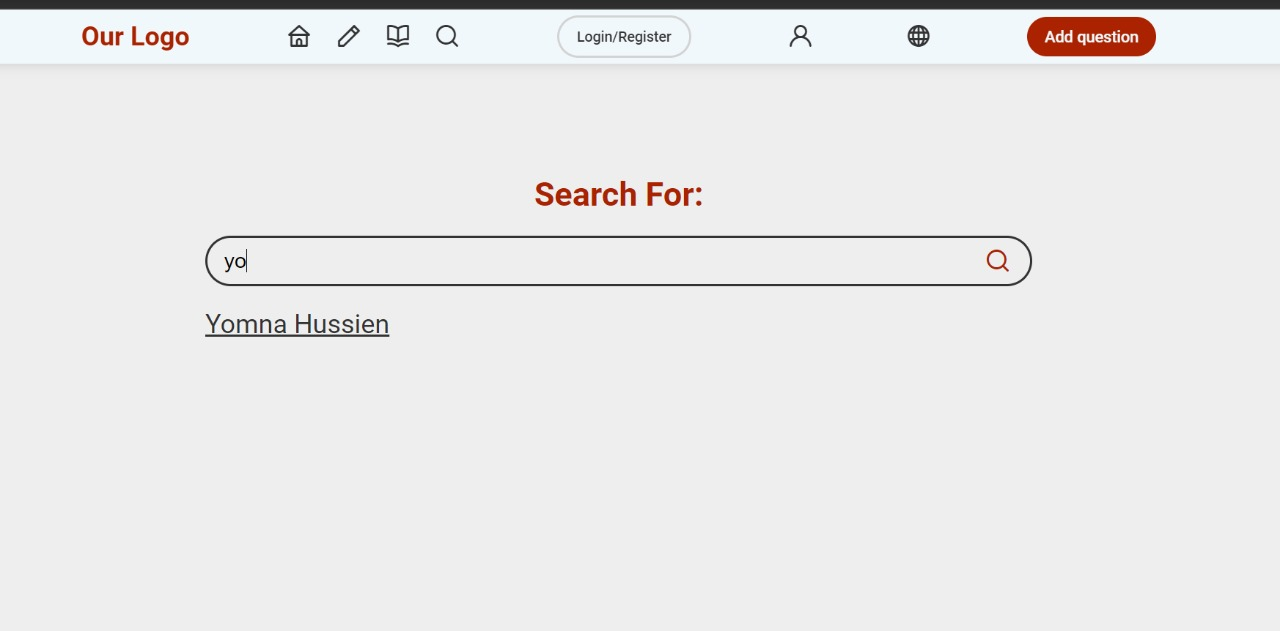 Our Logo
Login/Register
Add question
Search For:
yo
Yomna Hussien